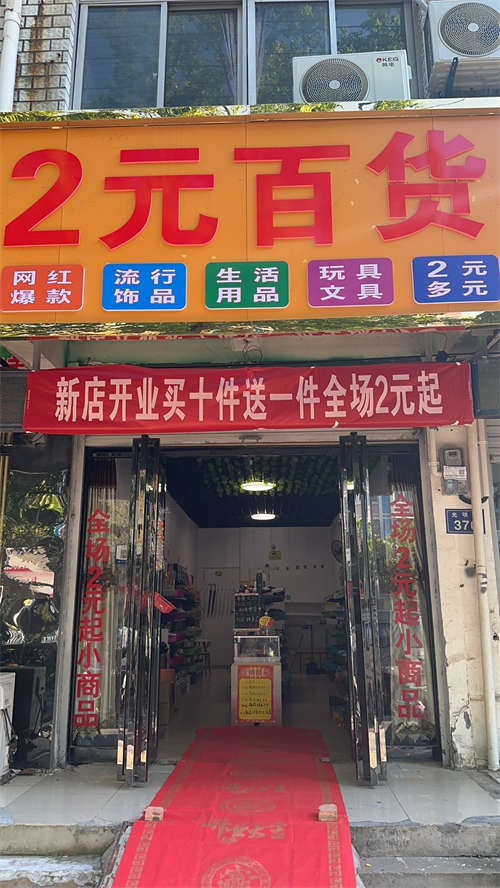 KEG
2元百货
网红 流行 生活 玩具 2元
爆款 饰品 用品 文具 多元
新店开业买十件送一件全场2元起
全场2元起小商品
全场2元起小商品
370